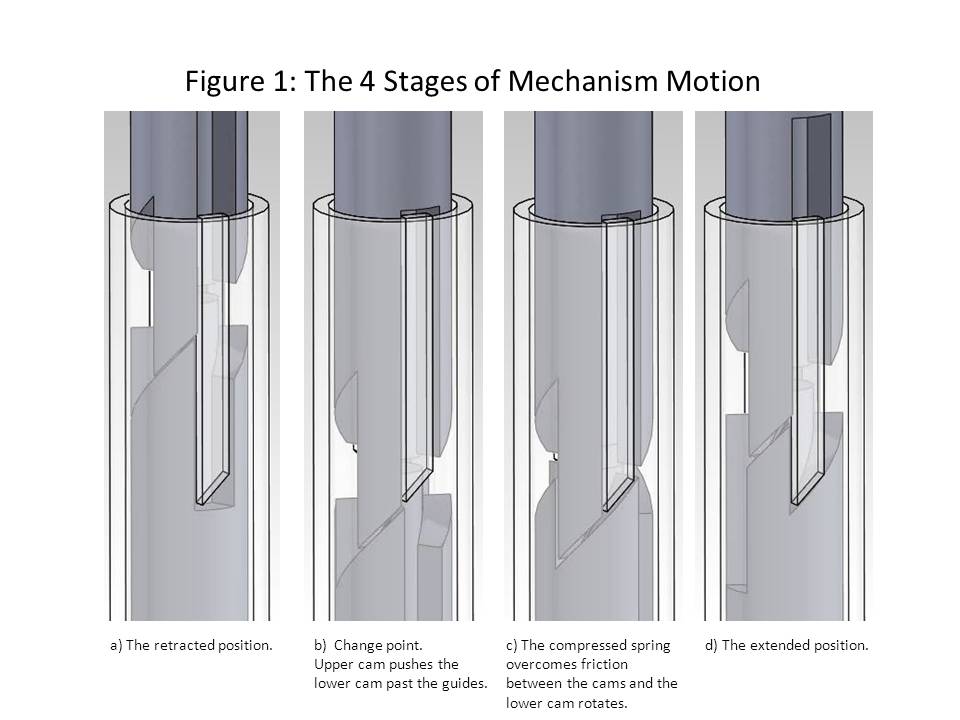 Figure 1: The 4 Stages of Mechanism Motion
a) The retracted position.
b) Change point.
Upper cam pushes the
lower cam past the guides.
c) The compressed spring
overcomes friction
between the cams and the
lower cam rotates.
d) The extended position.